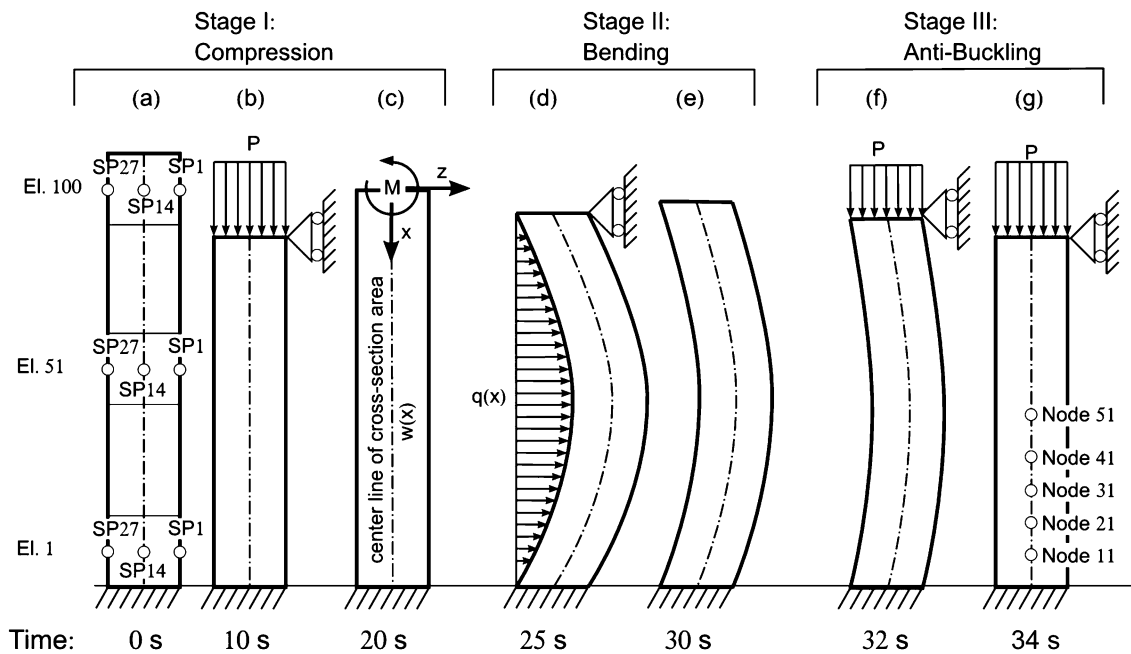 Stage I:
Compression
Stage II:
Bending
Stage III:
Anti-Buckling
(a) (b) (c) (d) (e) (f) (g)
P P P
SP27 SP1
El. 100
SP14
M z
x
SP27 SP1
El. 51
SP14
center line of cross-section area
w(x)
q(x)
Node 51
Node 41
Node 31
Node 21
Node 11
SP27 SP1
El. 1
SP14
Time: 0 s 10 s 20 s 25 s 30 s 32 s 34 s